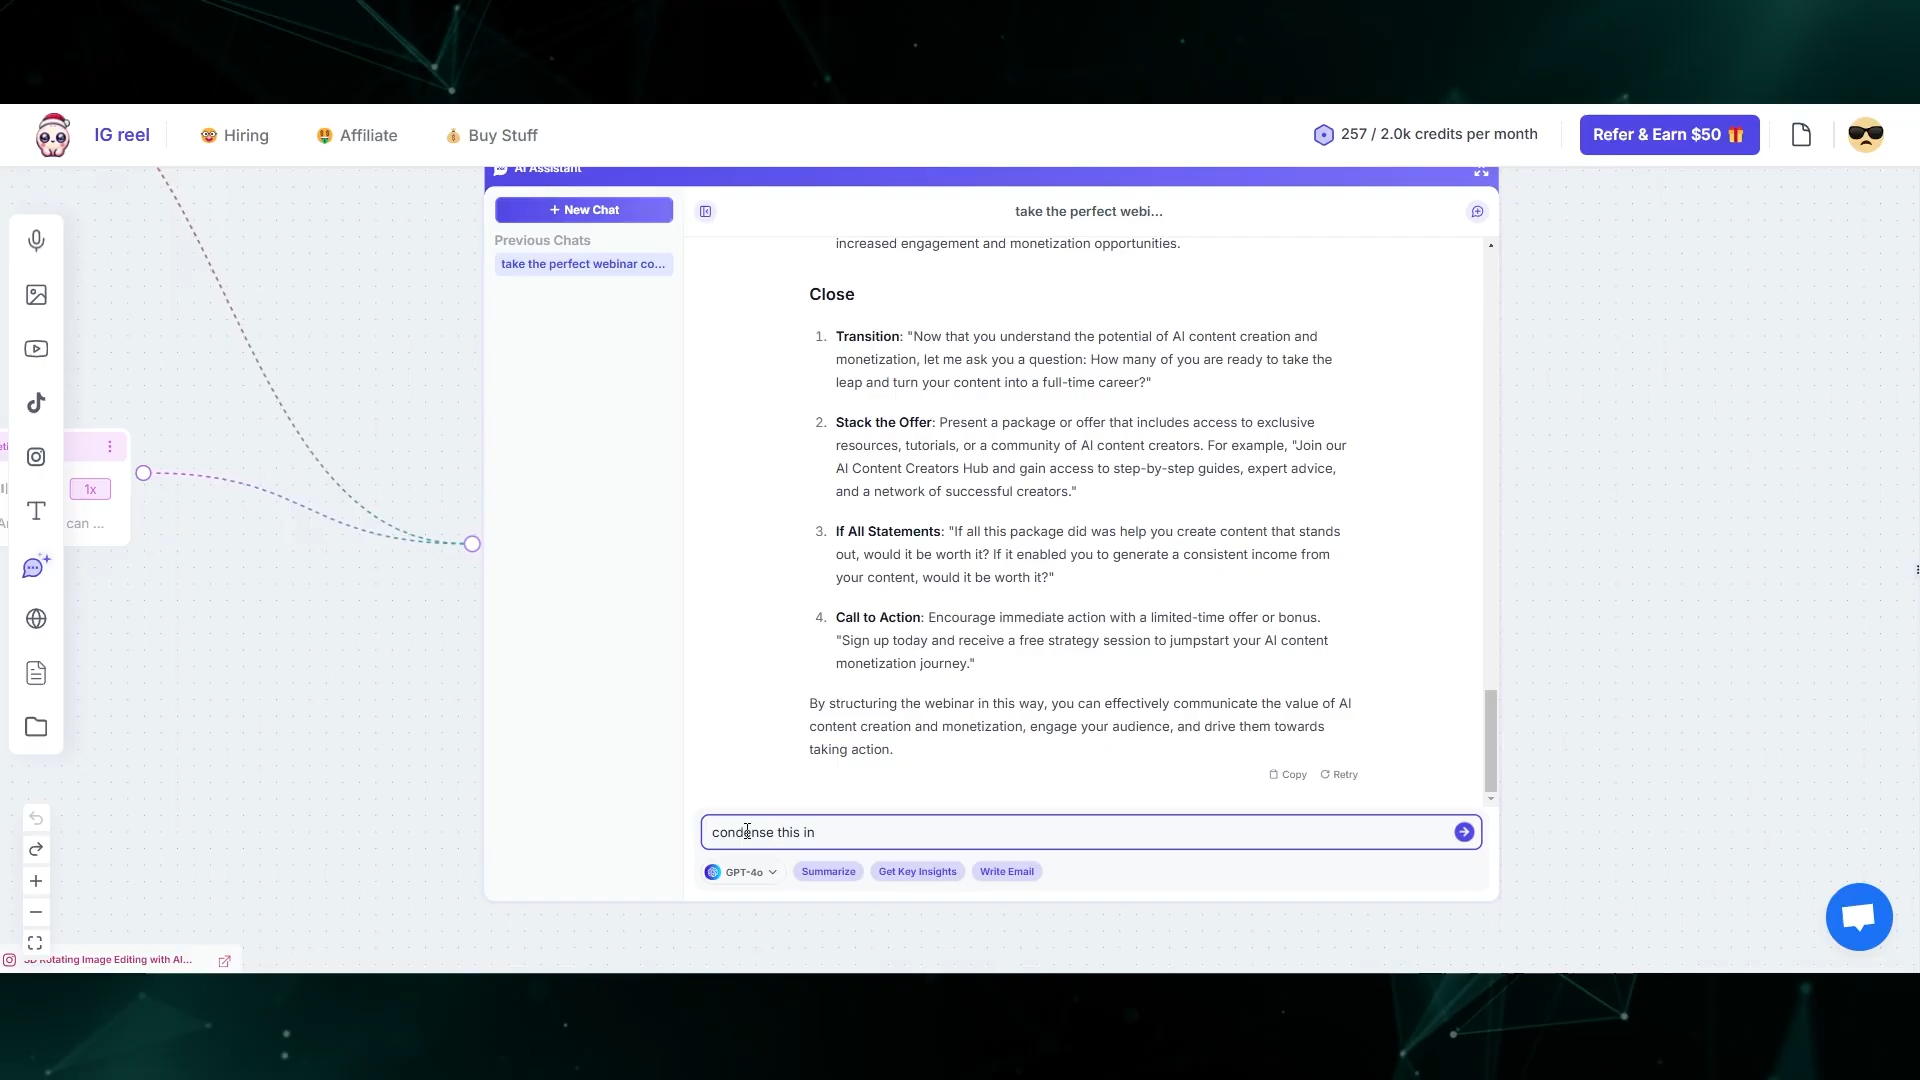 IG reel
Hiring
Affiliate
Buy Stuff
257 / 2.0k credits per month
Refer & Earn $50
AI Assistant
+ New Chat
take the perfect webi...
Previous Chats
take the perfect webinar co...
increased engagement and monetization opportunities.
Close
1. Transition: "Now that you understand the potential of AI content creation and
monetization, let me ask you a question: How many of you are ready to take the
leap and turn your content into a full-time career?"
2. Stack the Offer: Present a package or offer that includes access to exclusive
resources, tutorials, or a community of AI content creators. For example, "Join our
AI Content Creators Hub and gain access to step-by-step guides, expert advice,
and a network of successful creators."
3. If All Statements: "If all this package did was help you create content that stands
out, would it be worth it? If it enabled you to generate a consistent income from
your content, would it be worth it?"
4. Call to Action: Encourage immediate action with a limited-time offer or bonus.
"Sign up today and receive a free strategy session to jumpstart your AI content
monetization journey."
By structuring the webinar in this way, you can effectively communicate the value of AI
content creation and monetization, engage your audience, and drive them towards
taking action.
Copy
Retry
condense this in
GPT-4o
Summarize
Get Key Insights
Write Email
1x
can ...
3D Rotating Image Editing with AI...